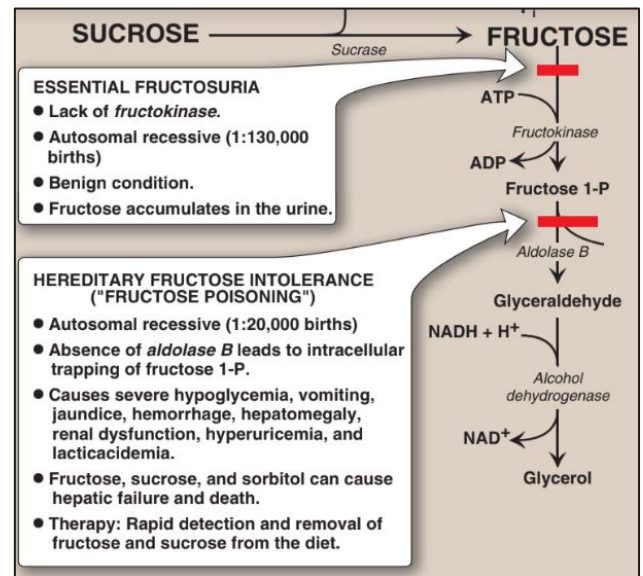 SUCROSE
Sucrase
FRUCTOSE
ESSENTIAL FRUCTOSURIA
● Lack of fructokinase.
● Autosomal recessive (1:130,000
births)
● Benign condition.
● Fructose accumulates in the urine.
ATP
Fructokinase
ADP
Fructose 1-P
Aldolase B
HEREDITARY FRUCTOSE INTOLERANCE
("FRUCTOSE POISONING")
● Autosomal recessive (1:20,000 births)
● Absence of aldolase B leads to intracellular
trapping of fructose 1-P.
● Causes severe hypoglycemia, vomiting,
jaundice, hemorrhage, hepatomegaly,
renal dysfunction, hyperuricemia, and
lacticacidemia.
● Fructose, sucrose, and sorbitol can cause
hepatic failure and death.
● Therapy: Rapid detection and removal of
fructose and sucrose from the diet.
Glyceraldehyde
NADH + H+
Alcohol
dehydrogenase
NAD+
Glycerol